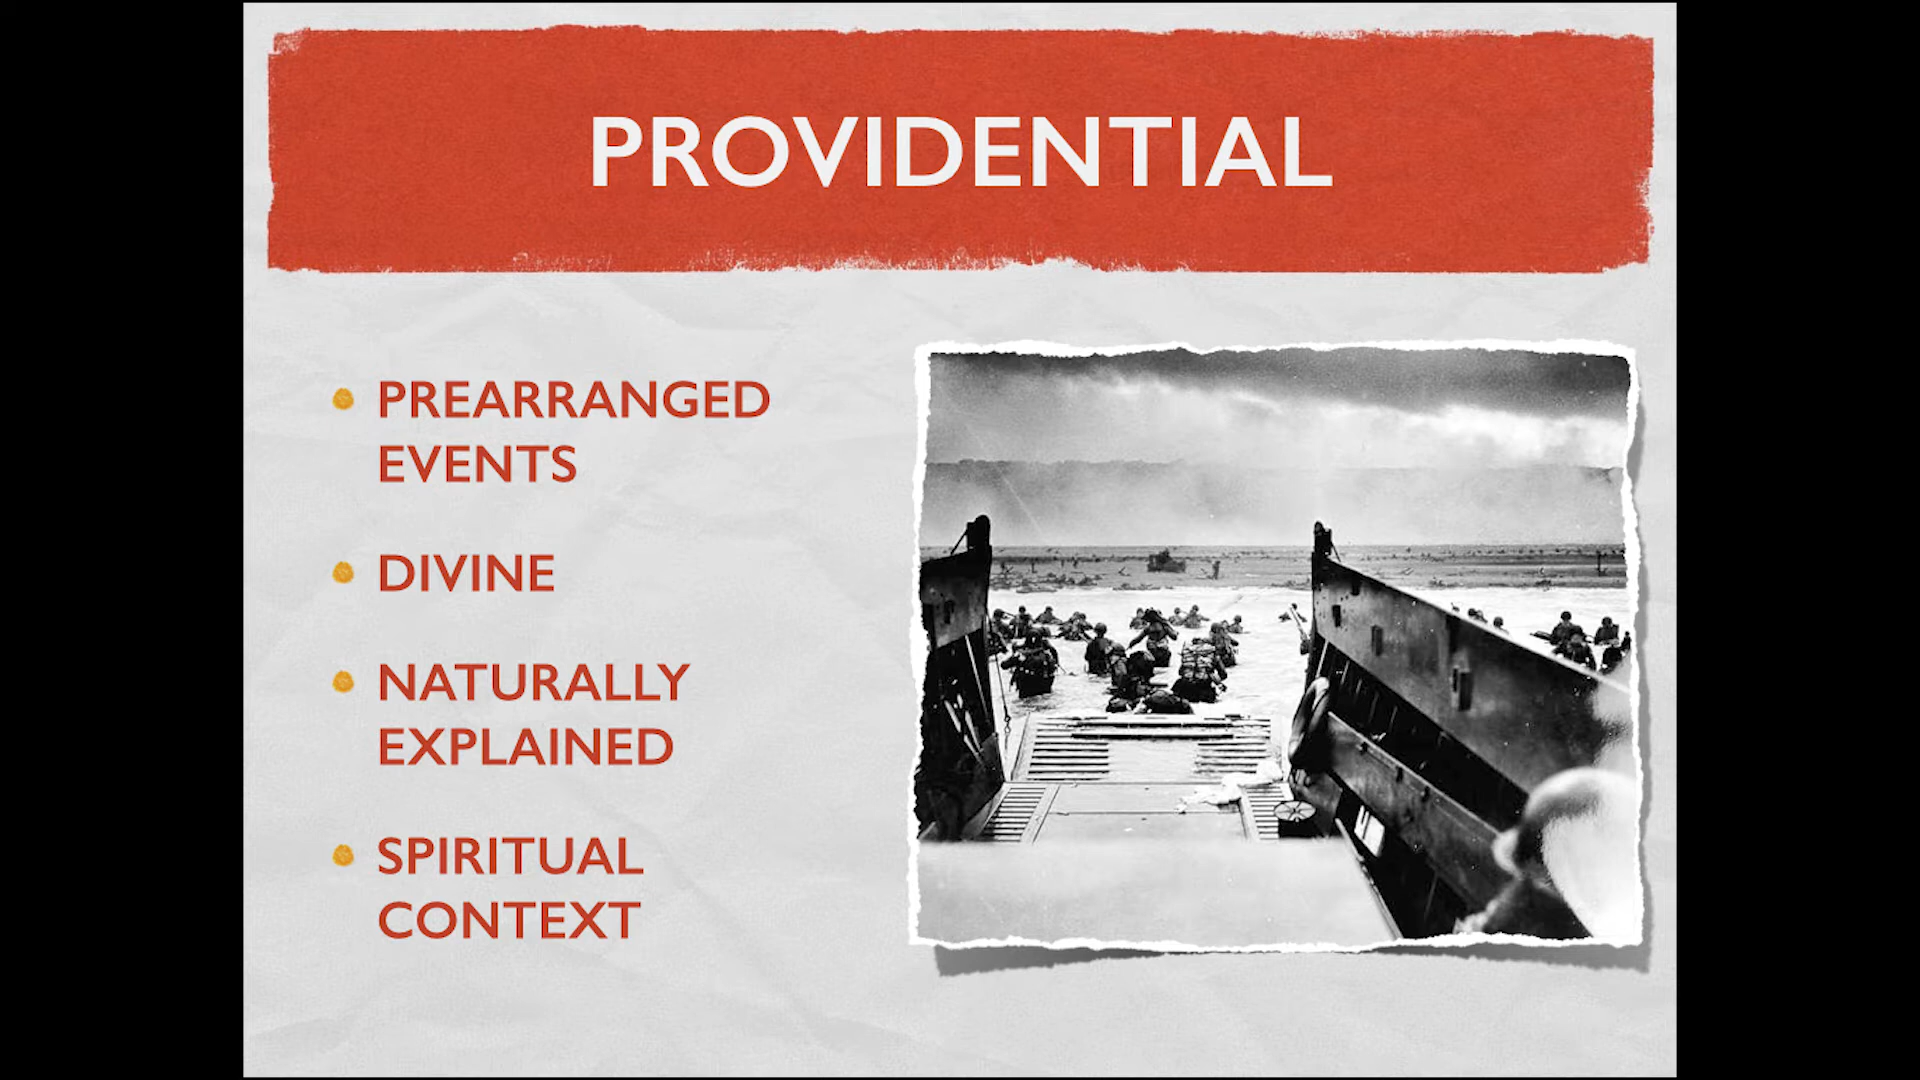 PROVIDENTIAL
PREARRANGED
EVENTS
DIVINE
NATURALLY
EXPLAINED
SPIRITUAL
CONTEXT